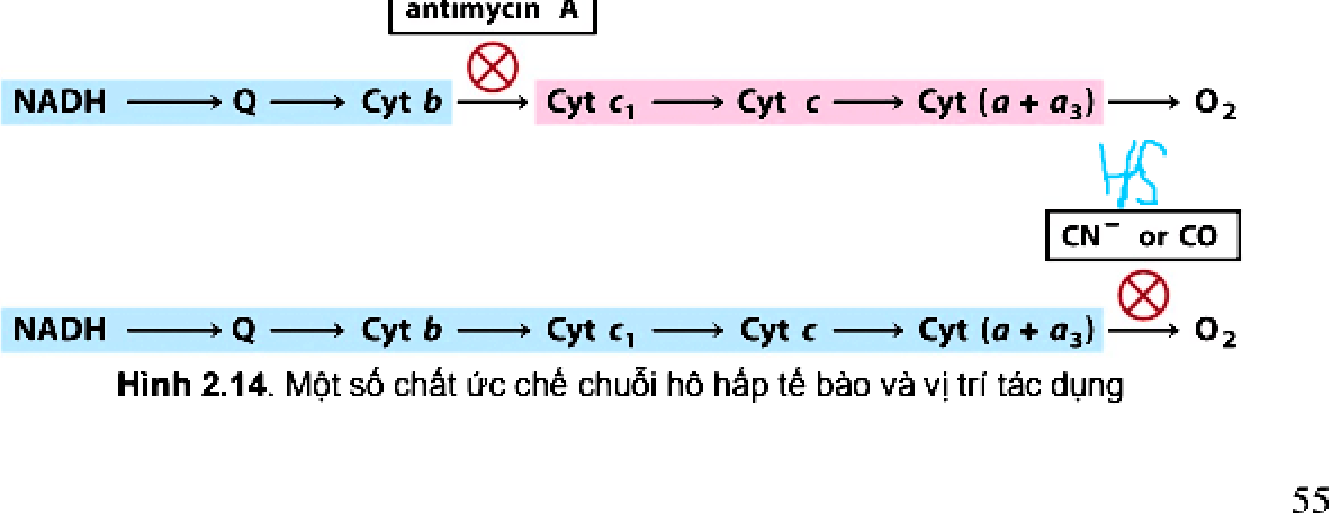 antimycin A
NADH ⟶ Q ⟶ Cyt b ⟶ Cyt c₁ ⟶ Cyt c ⟶ Cyt (a + a₃) ⟶ O₂
HS
CN⁻ or CO
NADH ⟶ Q ⟶ Cyt b ⟶ Cyt c₁ ⟶ Cyt c ⟶ Cyt (a + a₃) ⟶ O₂
Hình 2.14. Một số chất ức chế chuỗi hô hấp tế bào và vị trí tác dụng
55